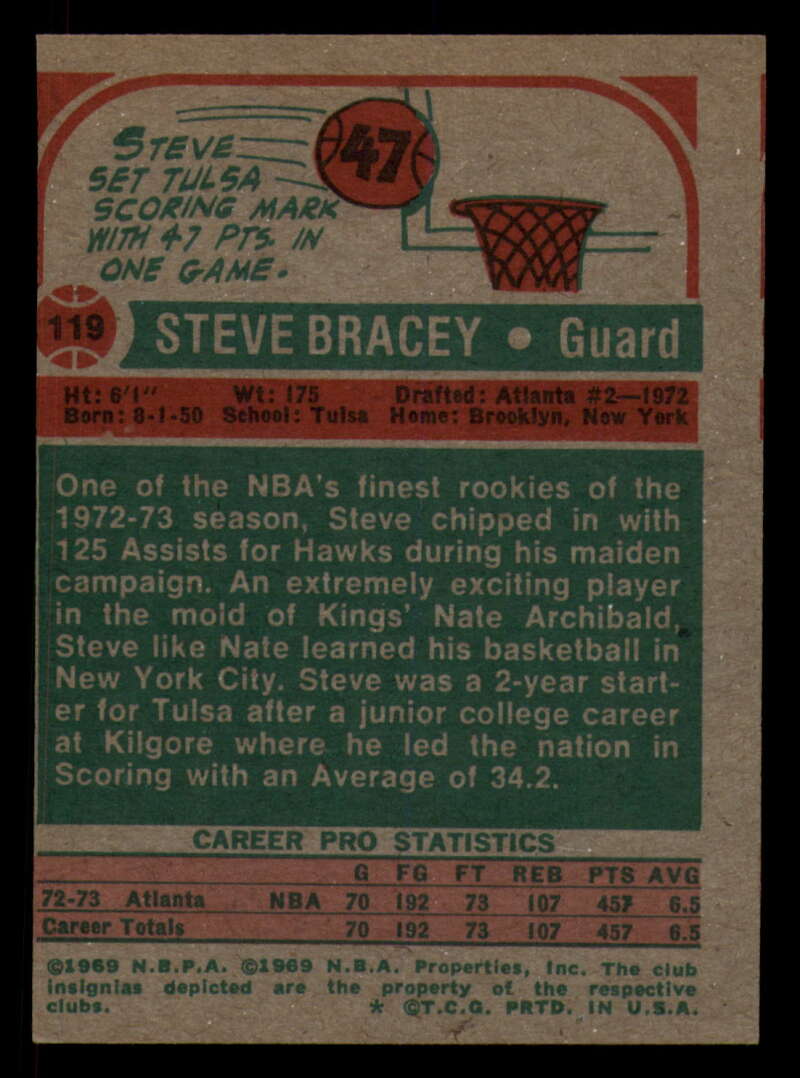 STEVE
SET TULSA
SCORING MARK
WITH 47 PTS. IN
ONE GAME.
47
119 STEVE BRACEY • Guard
Ht: 6'1" Wt: 175 Drafted: Atlanta #2—1972
Born: 8-1-50 School: Tulsa Home: Brooklyn, New York
One of the NBA's finest rookies of the
1972-73 season, Steve chipped in with
125 Assists for Hawks during his maiden
campaign. An extremely exciting player
in the mold of Kings' Nate Archibald,
Steve like Nate learned his basketball in
New York City. Steve was a 2-year start-
er for Tulsa after a junior college career
at Kilgore where he led the nation in
Scoring with an Average of 34.2.
CAREER PRO STATISTICS
G FG FT REB PTS AVG
72-73 Atlanta NBA 70 192 73 107 457 6.5
Career Totals 70 192 73 107 457 6.5
©1969 N.B.P.A. ©1969 N.B.A. Properties, Inc. The club
insignias depicted are the property of the respective
clubs. * ©T.C.G. PRTD. IN U.S.A.